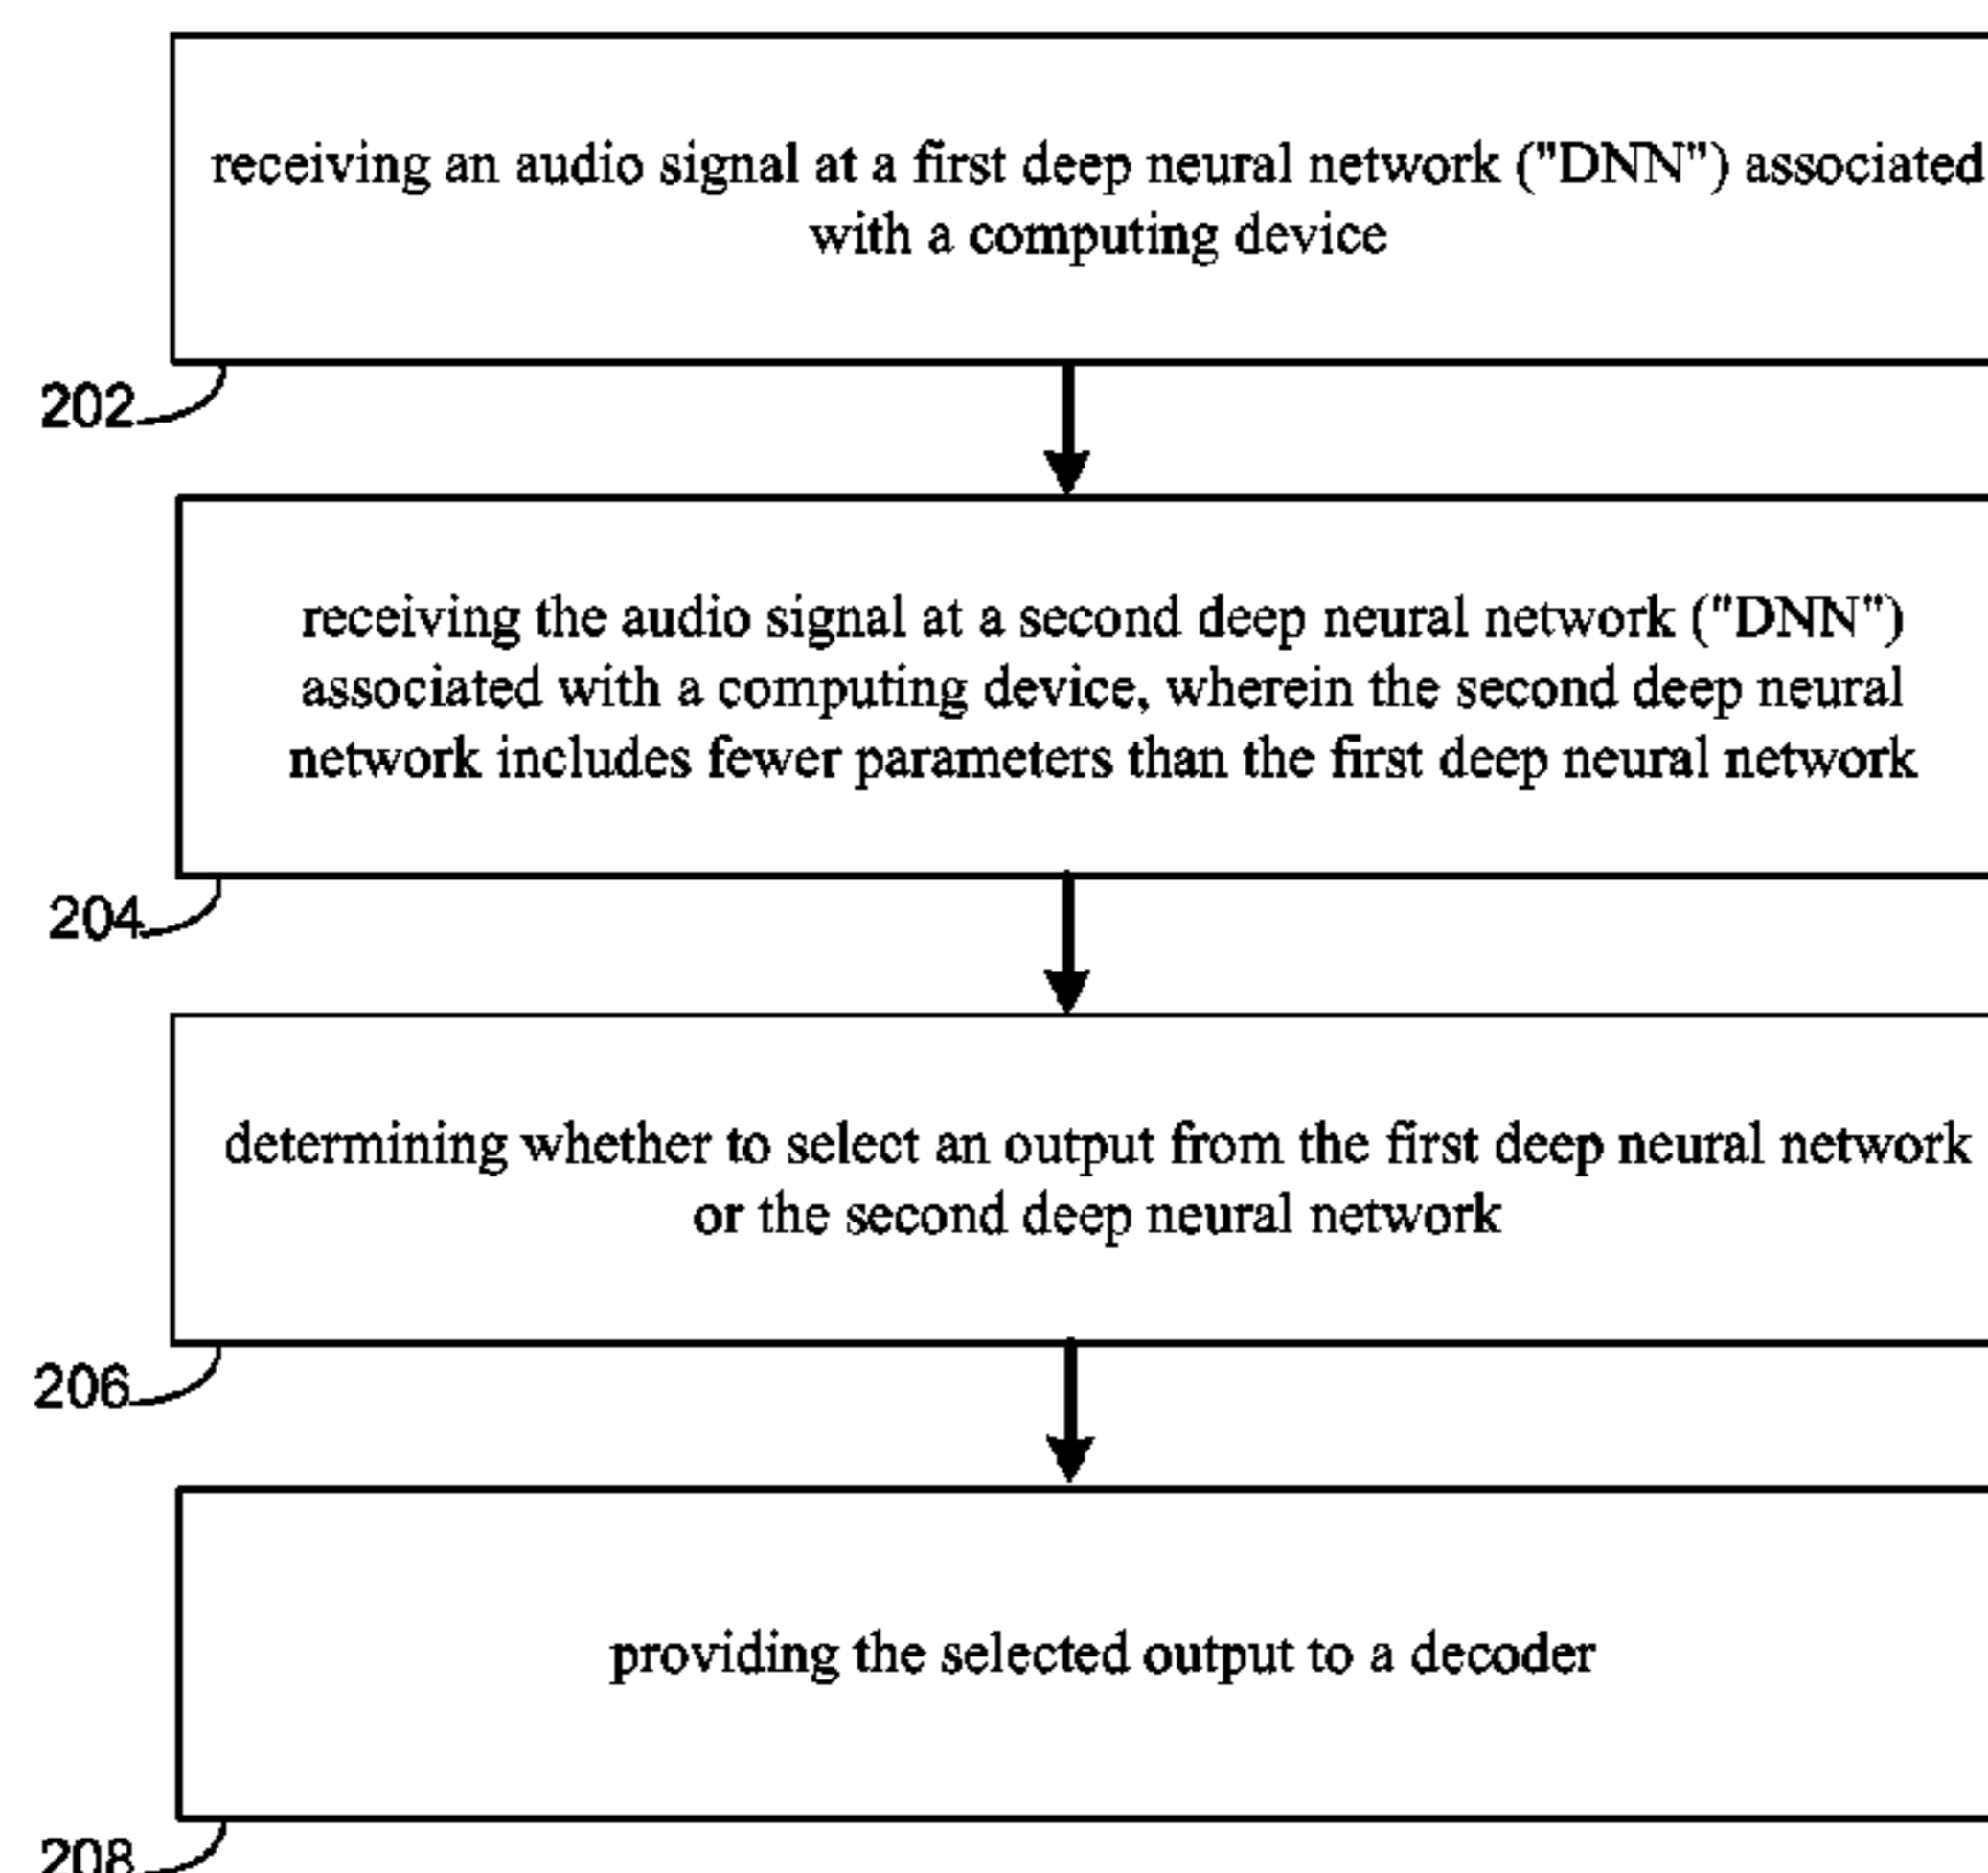 receiving an audio signal at a first deep neural network ("DNN") associated
with a computing device
202
receiving the audio signal at a second deep neural network ("DNN")
associated with a computing device, wherein the second deep neural
network includes fewer parameters than the first deep neural network
204
determining whether to select an output from the first deep neural network
or the second deep neural network
206
providing the selected output to a decoder
208